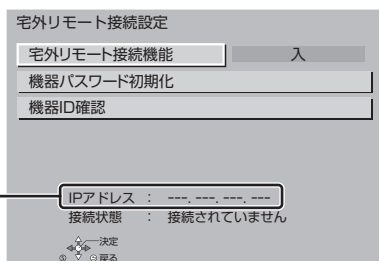 宅外リモート接続設定
宅外リモート接続機能 入
機器パスワード初期化
機器ID確認
IPアドレス : ---. ---. ---. ---
接続状態 : 接続されていません
決定
戻る